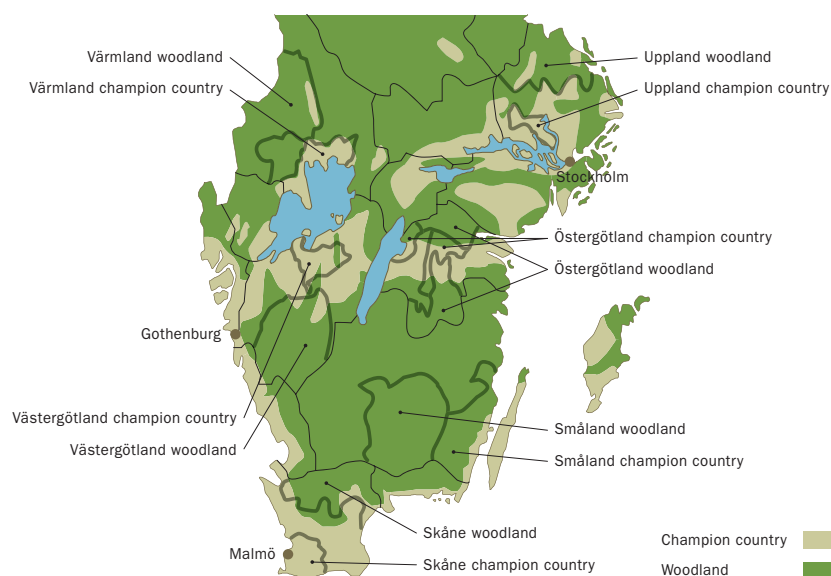 Värmland woodland
Uppland woodland
Värmland champion country
Uppland champion country
Stockholm
Östergötland champion country
Östergötland woodland
Gothenburg
Västergötland champion country
Småland woodland
Västergötland woodland
Småland champion country
Skåne woodland
Champion country
Malmö
Skåne champion country
Woodland